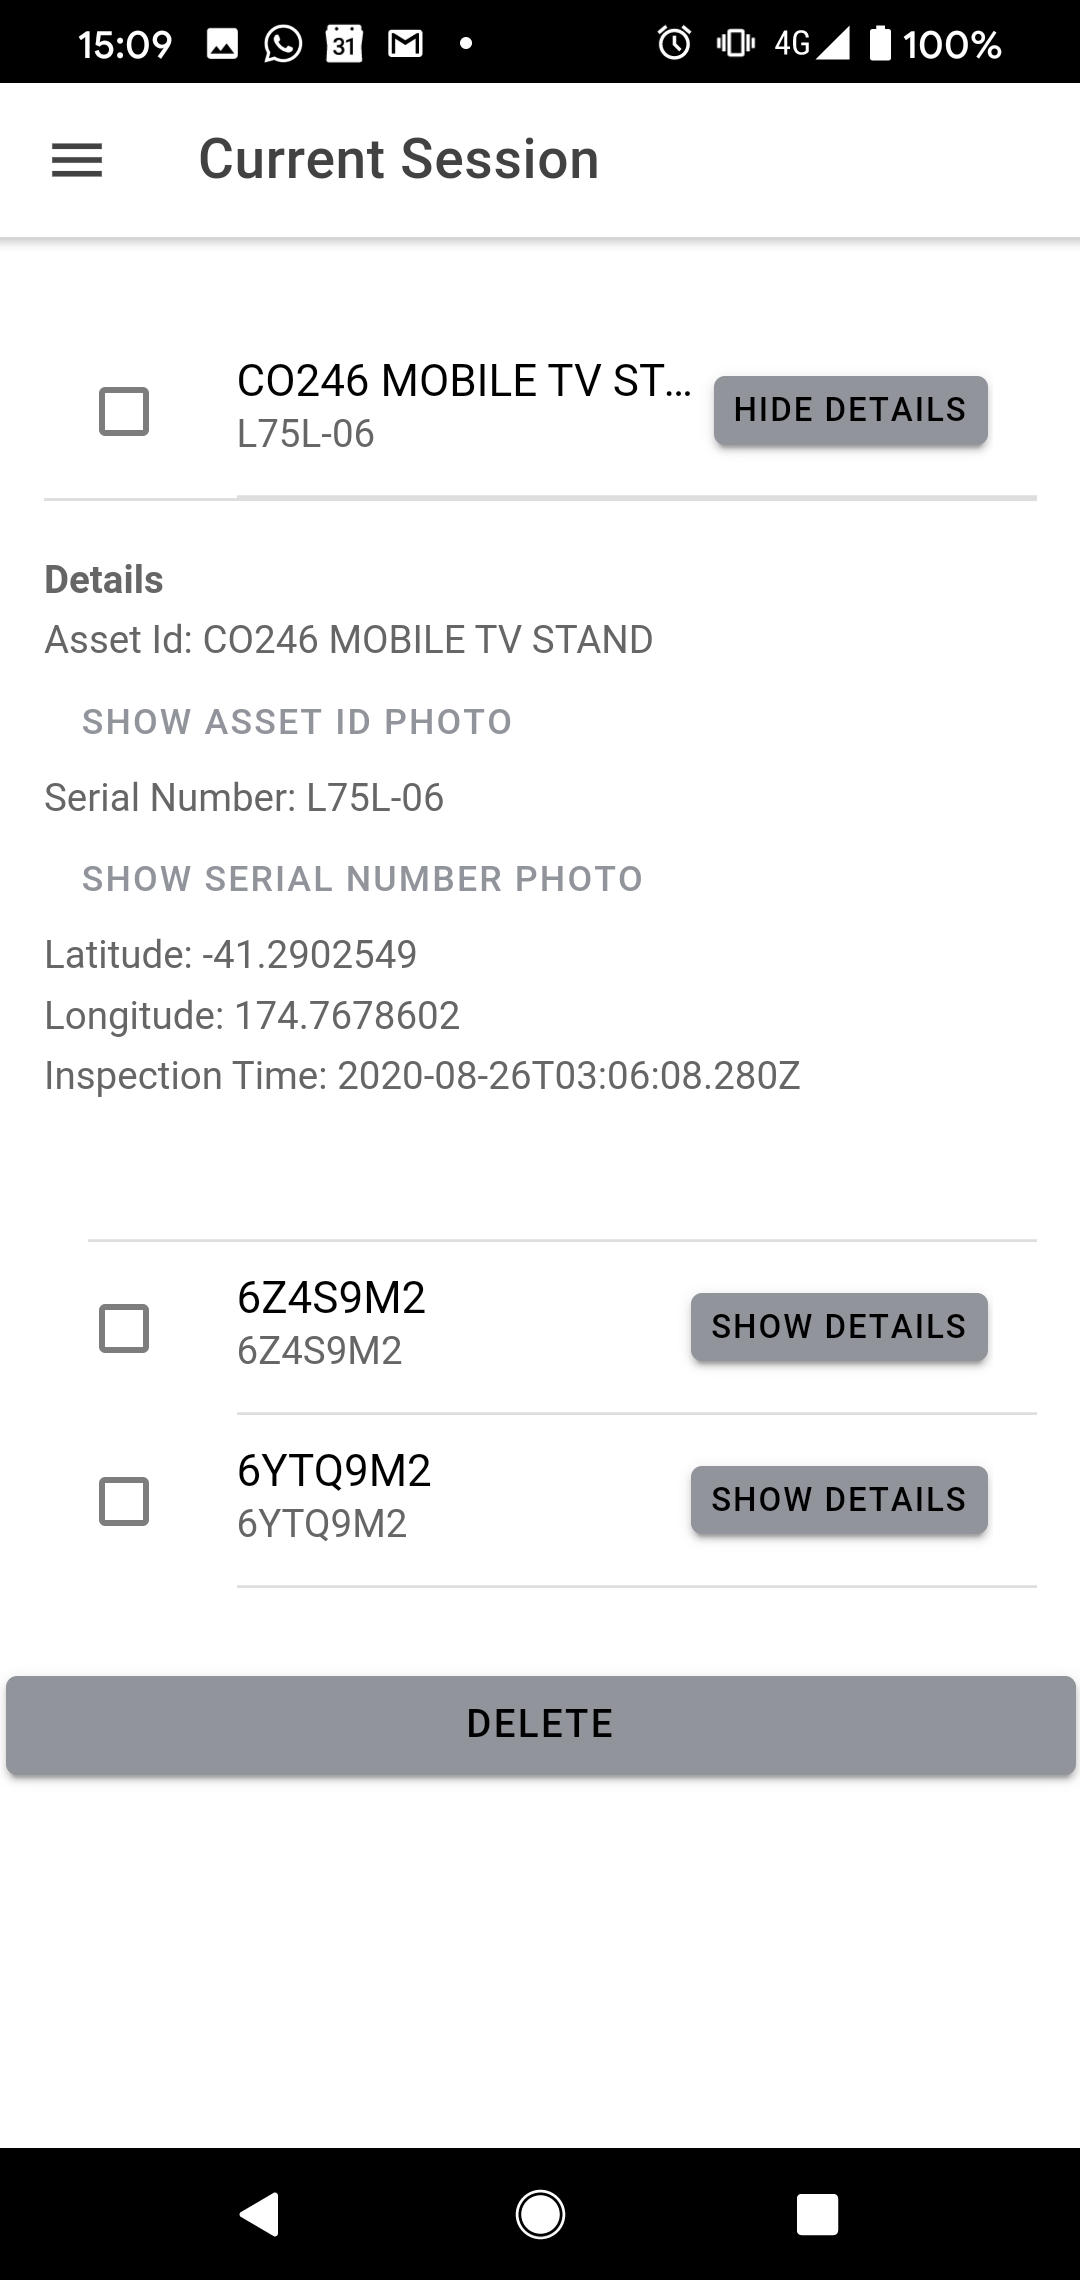 15:09 31 4G 100%
Current Session
CO246 MOBILE TV ST...
L75L-06
HIDE DETAILS
Details
Asset Id: CO246 MOBILE TV STAND
SHOW ASSET ID PHOTO
Serial Number: L75L-06
SHOW SERIAL NUMBER PHOTO
Latitude: -41.2902549
Longitude: 174.7678602
Inspection Time: 2020-08-26T03:06:08.280Z
6Z4S9M2
6Z4S9M2
SHOW DETAILS
6YTQ9M2
6YTQ9M2
SHOW DETAILS
DELETE